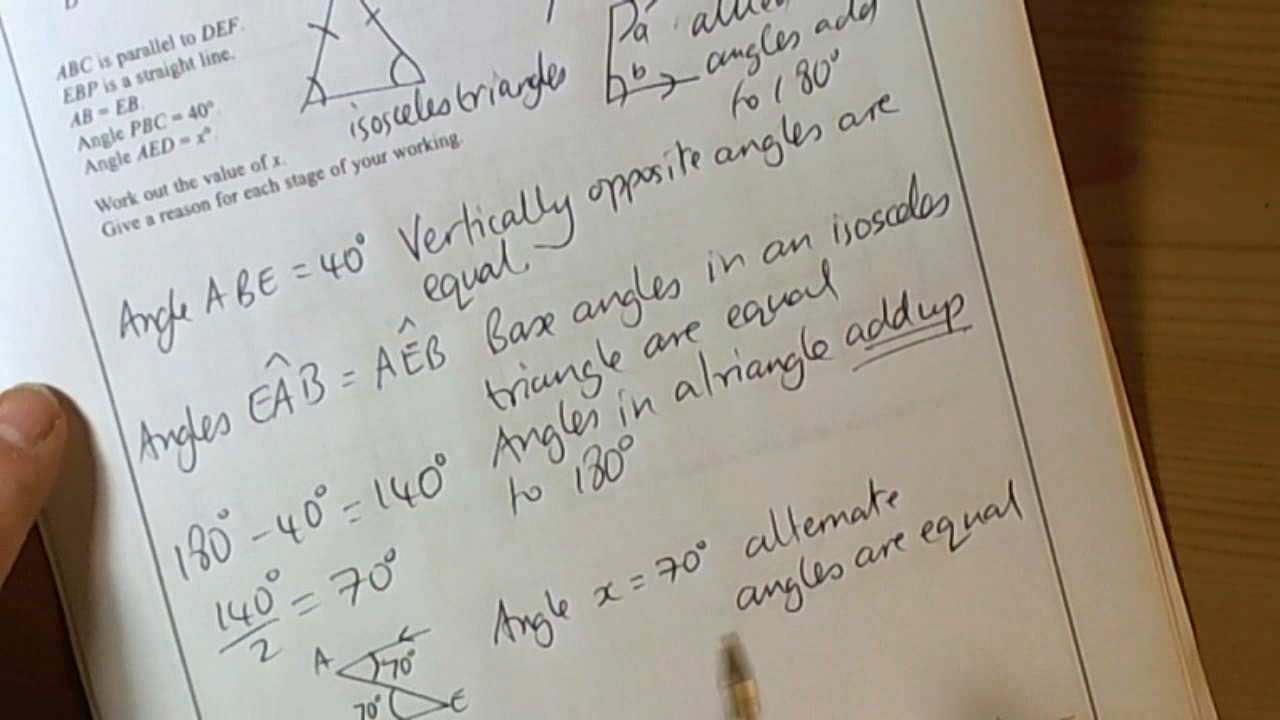 D
ABC is parallel to DEF.
EBP is a straight line.
AB = EB.
Angle PBC = 40°.
Angle AED = x°.
Work out the value of x.
Give a reason for each stage of your working.
isosceles triangles
a
b
angles add
to 180°
Angle ABE = 40° Vertically opposite angles are
equal.
Angles EÂB = AÊB Base angles in an isosceles
triangle are equal
180° - 40° = 140° Angles in a triangle add up
to 180°
140°/2 = 70°
Angle x = 70° alternate
angles are equal
A 70°
70° E